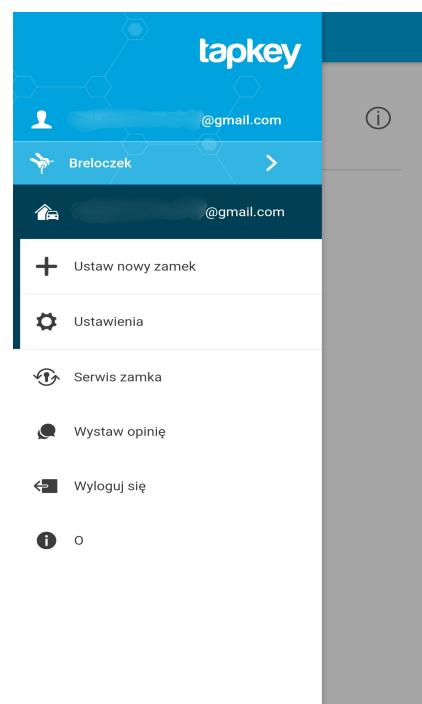 tapkey
@gmail.com
Breloczek
@gmail.com
Ustaw nowy zamek
Ustawienia
Serwis zamka
Wystaw opinię
Wyloguj się
O